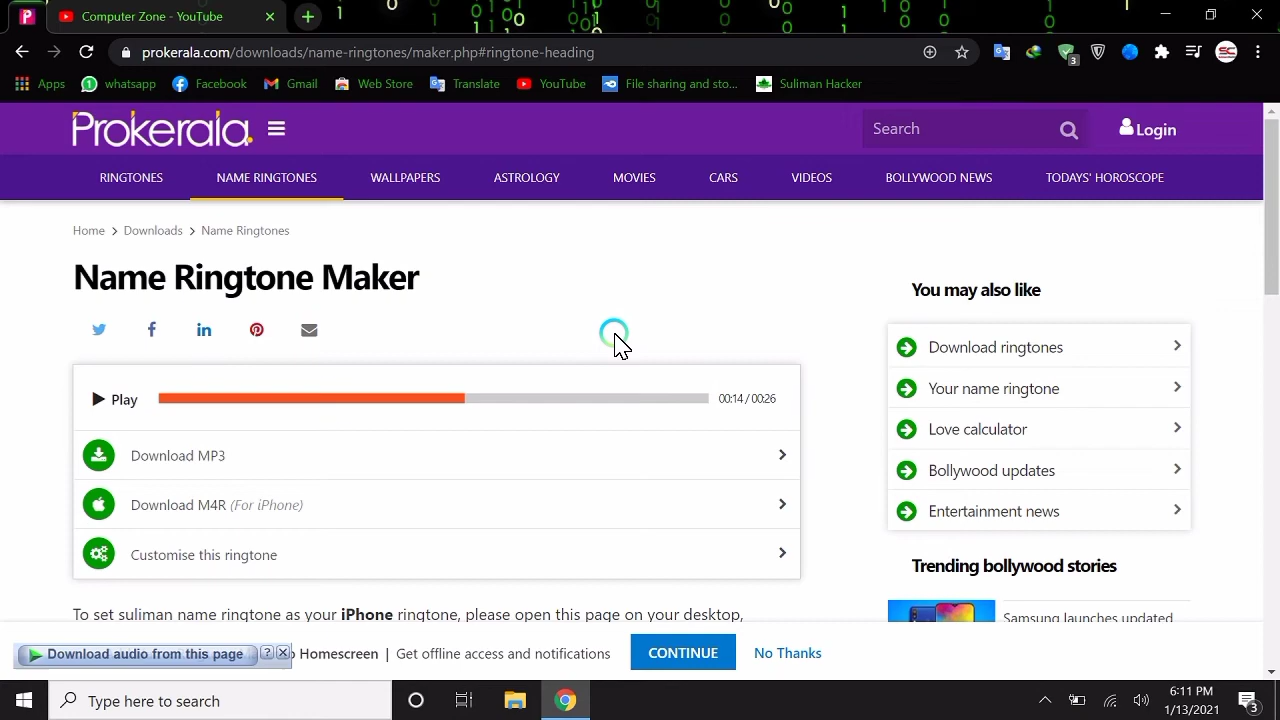 Computer Zone - YouTube
prokerala.com/downloads/name-ringtones/maker.php#ringtone-heading
3
SC
Apps whatsapp Facebook Gmail Web Store Translate YouTube File sharing and sto... Suliman Hacker
Prokerala.
Search
Login
RINGTONES NAME RINGTONES WALLPAPERS ASTROLOGY MOVIES CARS VIDEOS BOLLYWOOD NEWS TODAYS' HOROSCOPE
Home > Downloads > Name Ringtones
Name Ringtone Maker
Play
00:14 / 00:26
Download MP3
Download M4R (For iPhone)
Customise this ringtone
To set suliman name ringtone as your iPhone ringtone, please open this page on your desktop,
You may also like
Download ringtones
Your name ringtone
Love calculator
Bollywood updates
Entertainment news
Trending bollywood stories
Samsung launches updated
Download audio from this page ?
Homescreen | Get offline access and notifications
CONTINUE
No Thanks
Type here to search
6:11 PM
1/13/2021
3